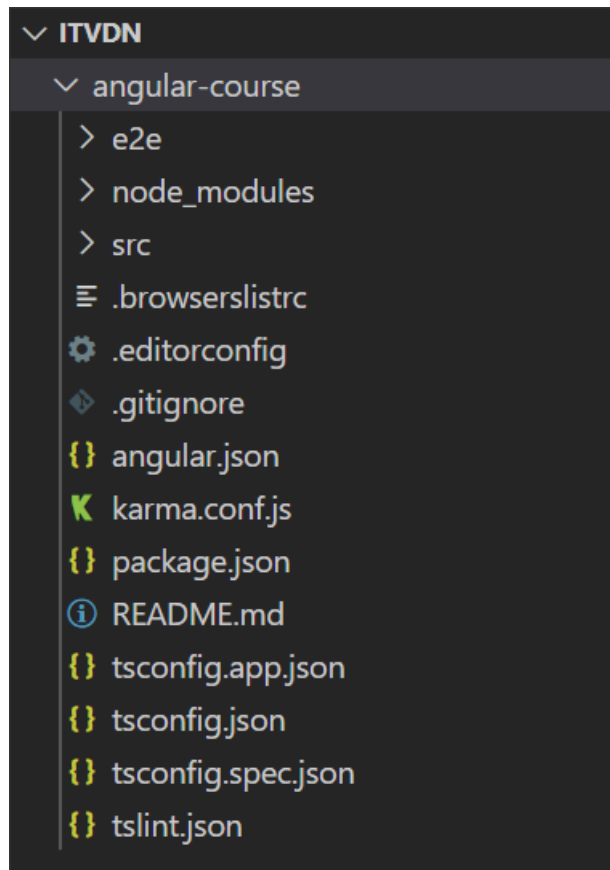 ITVDN
angular-course
e2e
node_modules
src
.browserslistrc
.editorconfig
.gitignore
angular.json
karma.conf.js
package.json
README.md
tsconfig.app.json
tsconfig.json
tsconfig.spec.json
tslint.json